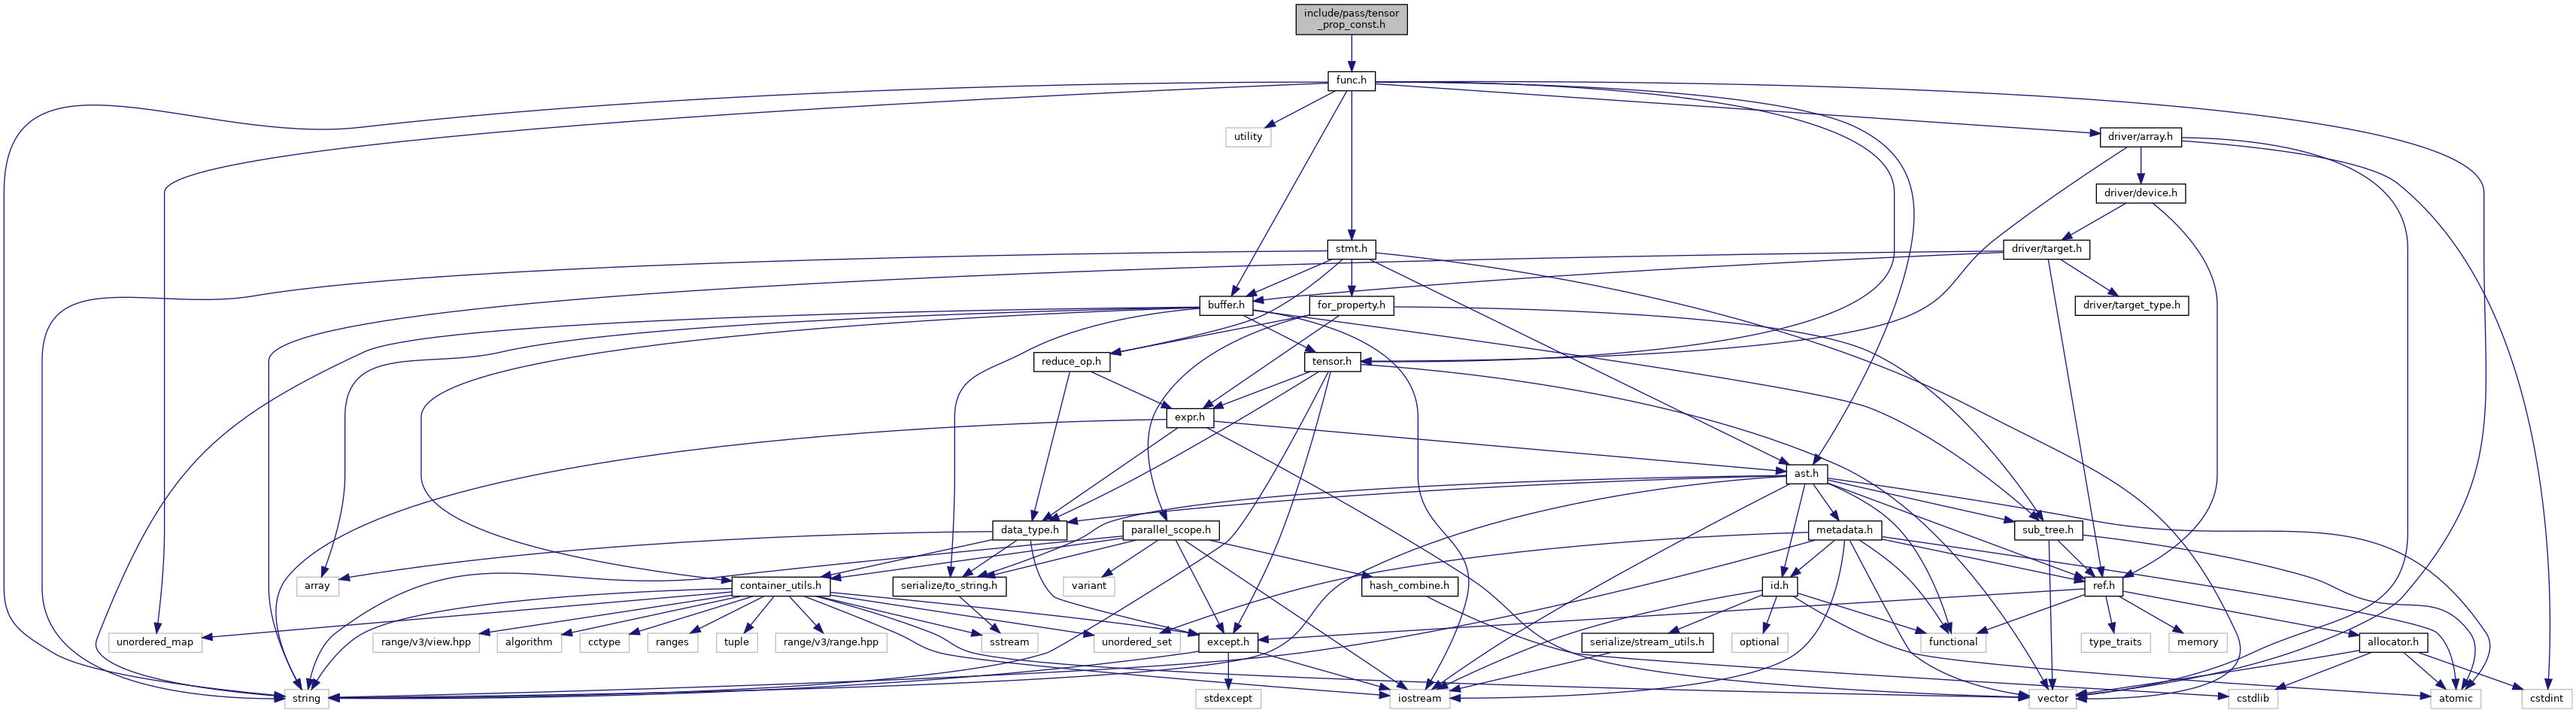 include/pass/tensor
_prop_const.h
func.h
utility
driver/array.h
driver/device.h
stmt.h
driver/target.h
buffer.h
for_property.h
driver/target_type.h
reduce_op.h
tensor.h
expr.h
ast.h
data_type.h
parallel_scope.h
metadata.h
sub_tree.h
array
container_utils.h
serialize/to_string.h
variant
hash_combine.h
id.h
ref.h
unordered_map
range/v3/view.hpp
algorithm
cctype
ranges
tuple
range/v3/range.hpp
sstream
unordered_set
except.h
serialize/stream_utils.h
optional
functional
type_traits
memory
allocator.h
string
stdexcept
iostream
vector
cstdlib
atomic
cstdint